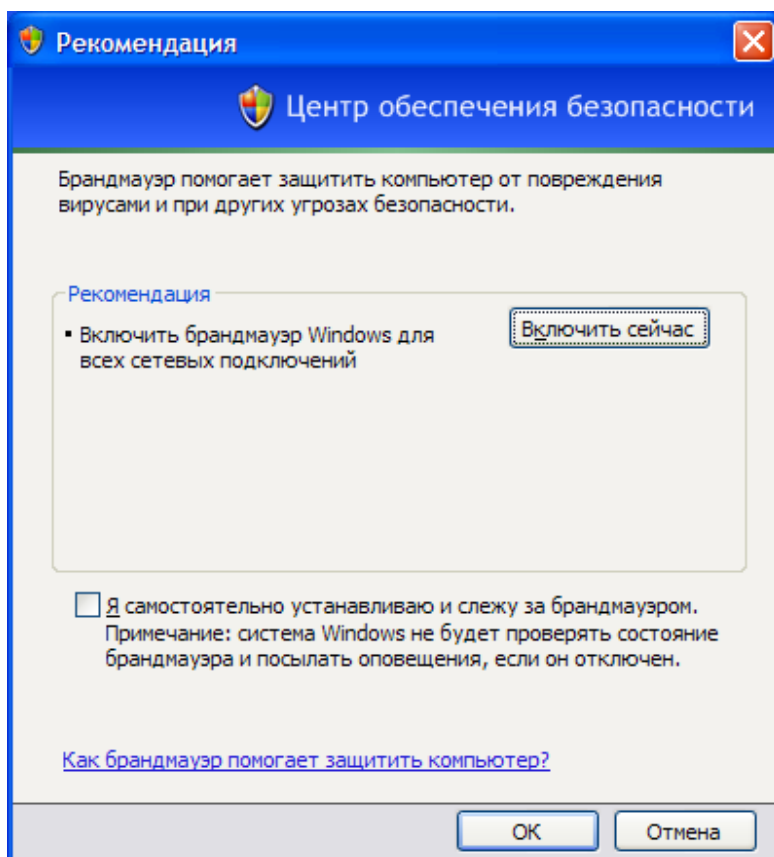 Рекомендация
Центр обеспечения безопасности
Брандмауэр помогает защитить компьютер от повреждения
вирусами и при других угрозах безопасности.
Рекомендация
▪ Включить брандмауэр Windows для
всех сетевых подключений
Включить сейчас
Я самостоятельно устанавливаю и слежу за брандмауэром.
Примечание: система Windows не будет проверять состояние
брандмауэра и посылать оповещения, если он отключен.
Как брандмауэр помогает защитить компьютер?
ОК
Отмена